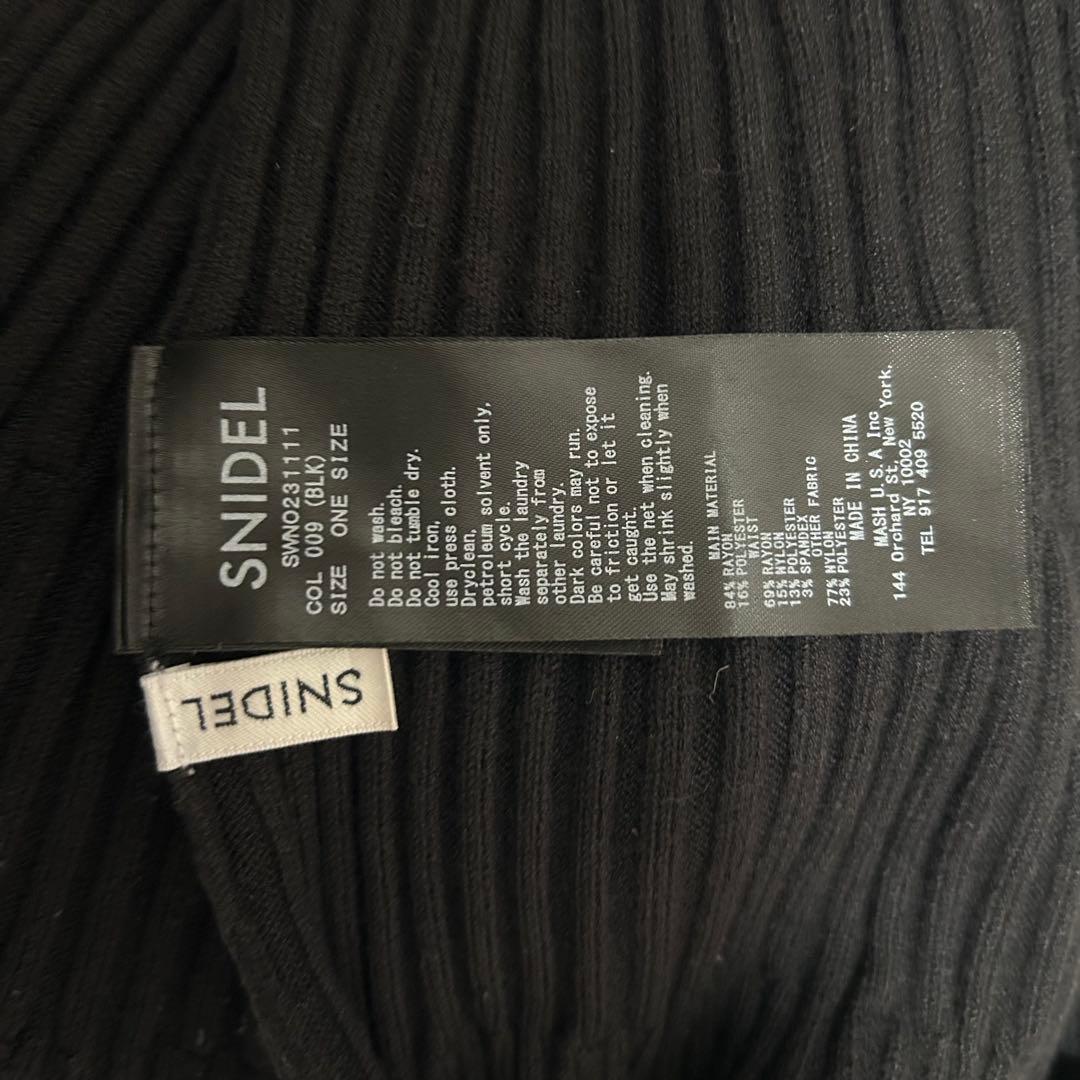 SNIDEL
SWNO231111
COL 009 (BLK)
SIZE ONE SIZE
Do not wash.
Do not bleach.
Do not tumble dry.
Cool iron,
use press cloth.
Dryclean,
petroleum solvent only,
short cycle.
Wash the laundry
separately from
other laundry.
Dark colors may run.
Be careful not to expose
to friction or let it
get caught.
Use the net when cleaning.
May shrink slightly when
washed.
MAIN MATERIAL
84% RAYON
16% POLYESTER
WAIST
69% RAYON
15% NYLON
13% POLYESTER
3% SPANDEX
OTHER FABRIC
77% NYLON
23% POLYESTER
MADE IN CHINA
MASH U.S.A Inc
144 Orchard St, New York,
NY 10002
TEL 917 409 5520
SNIDEL